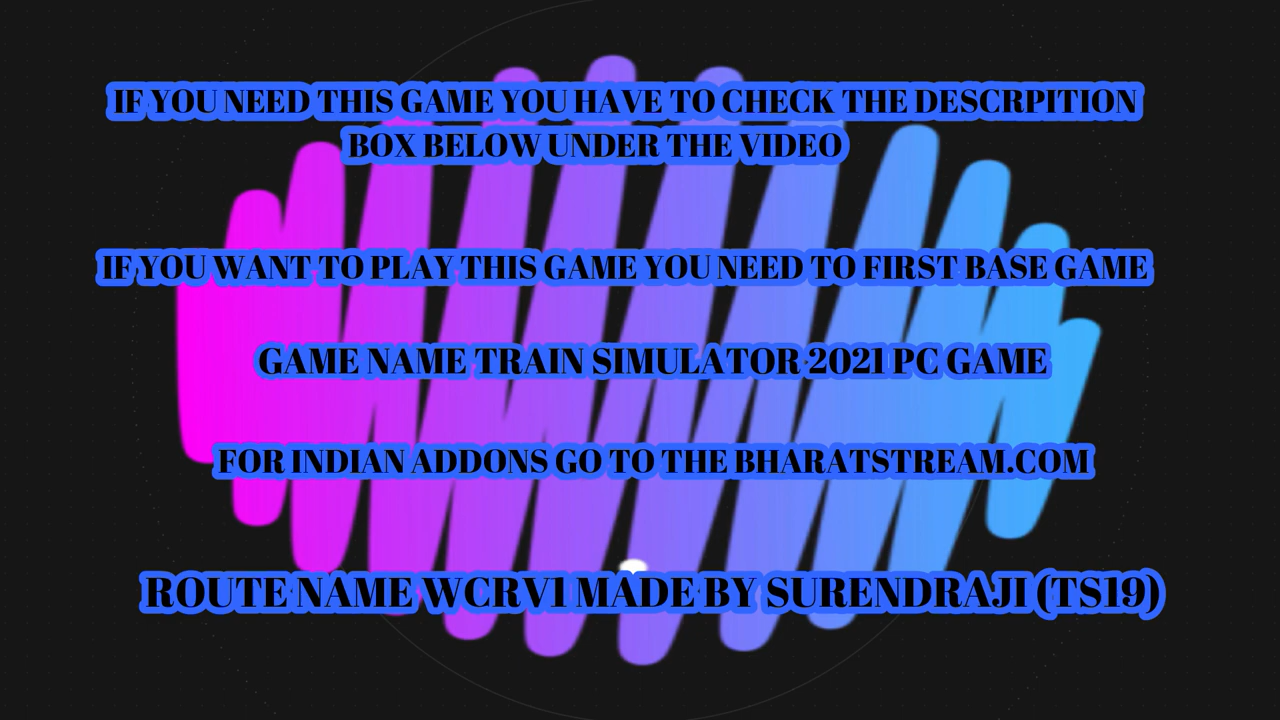 IF YOU NEED THIS GAME YOU HAVE TO CHECK THE DESCRPITION
BOX BELOW UNDER THE VIDEO
IF YOU WANT TO PLAY THIS GAME YOU NEED TO FIRST BASE GAME
GAME NAME TRAIN SIMULATOR 2021 PC GAME
FOR INDIAN ADDONS GO TO THE BHARATSTREAM.COM
ROUTE NAME WCRV1 MADE BY SURENDRAJI (TS19)